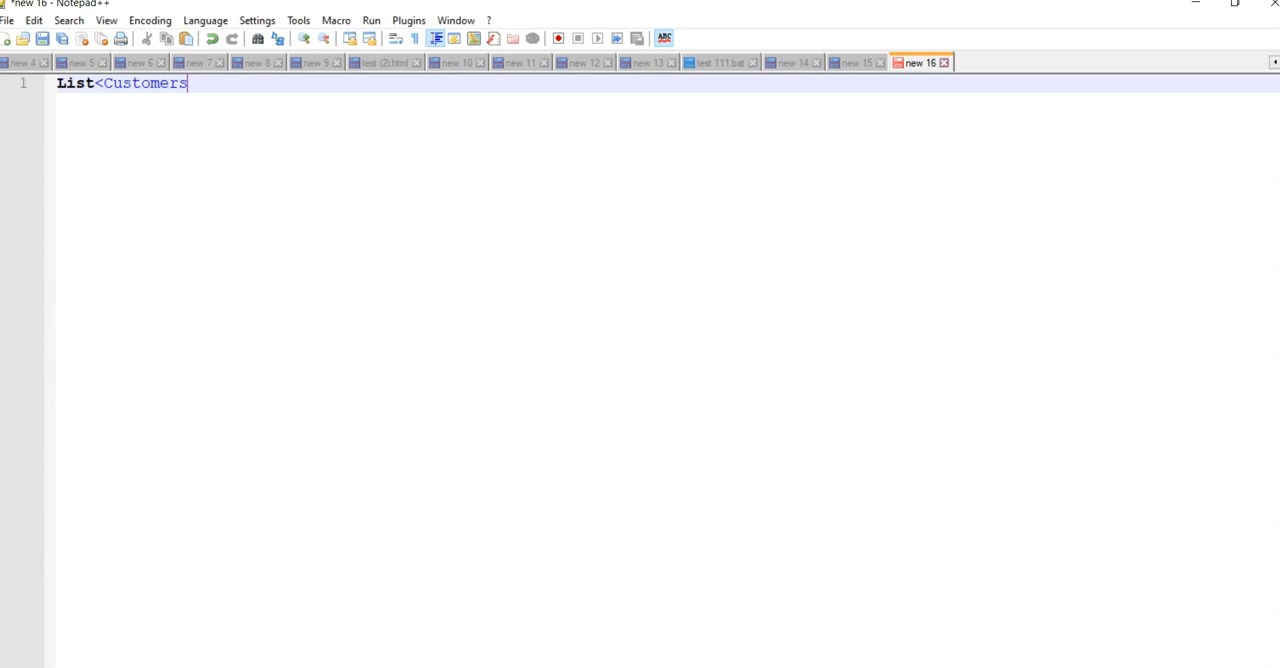 *new 16 - Notepad++
File Edit Search View Encoding Language Settings Tools Macro Run Plugins Window ?
ABC
new 4 new 5 new 6 new 7 new 8 new 9 test (2).html new 10 new 11 new 12 new 13 test 111.bat new 14 new 15 new 16
1 List<Customers